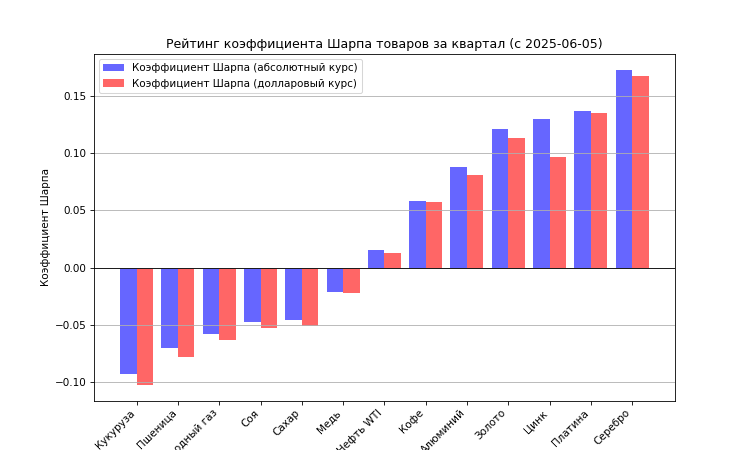 Рейтинг коэффициента Шарпа товаров за квартал (с 2025-06-05)
Коэффициент Шарпа (абсолютный курс)
Коэффициент Шарпа (долларовый курс)
Коэффициент Шарпа
0.15
0.10
0.05
0.00
−0.05
−0.10
Кукуруза
Пшеница
одный газ
Соя
Сахар
Медь
Нефть WTI
Кофе
Алюминий
Золото
Цинк
Платина
Серебро